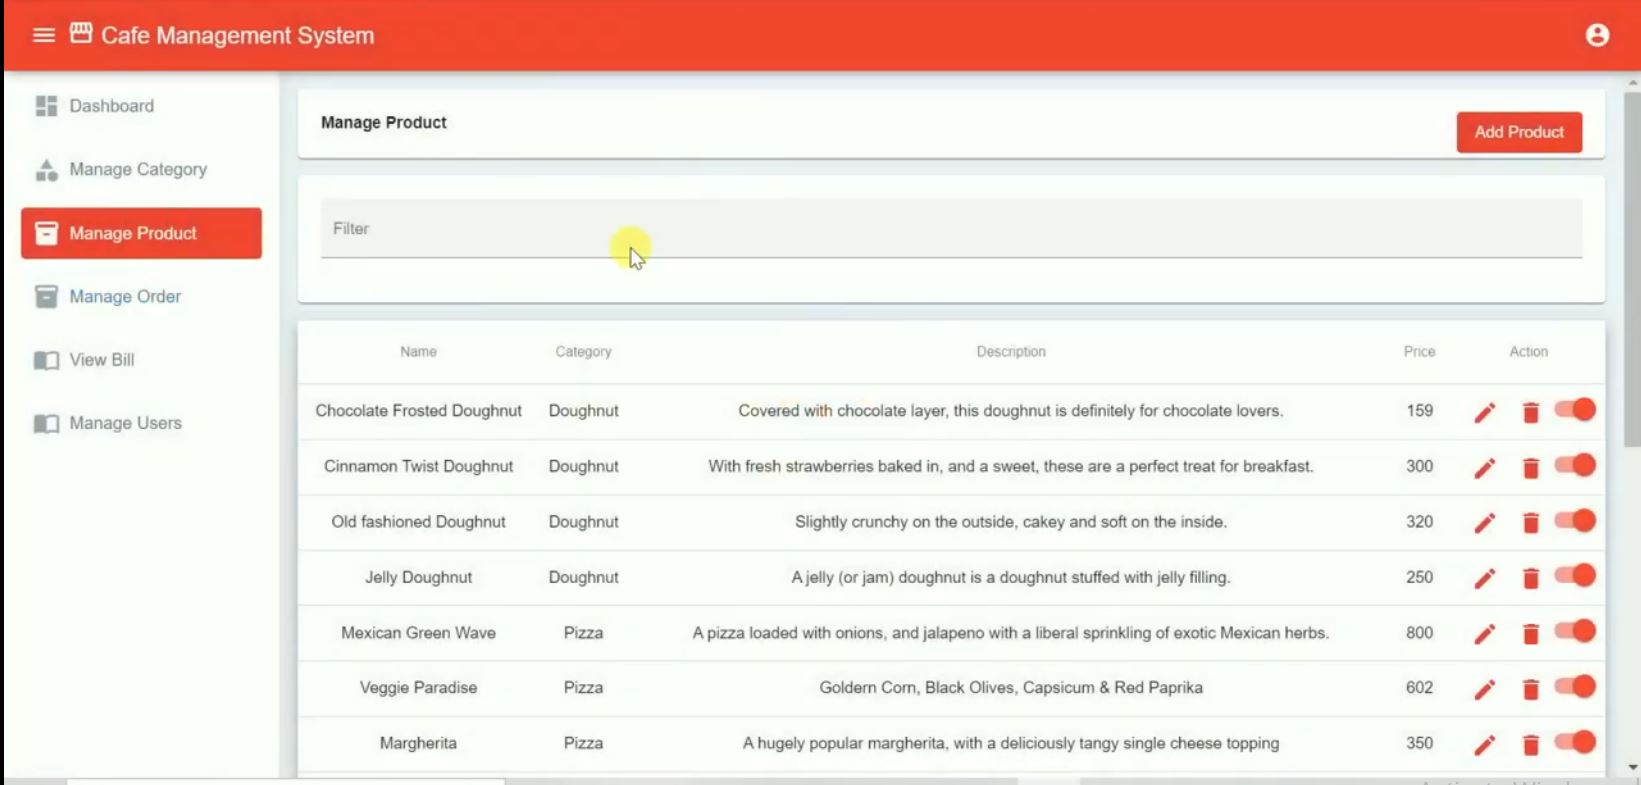 Cafe Management System
Dashboard
Manage Category
Manage Product
Manage Order
View Bill
Manage Users
Manage Product
Add Product
Filter
Name Category Description Price Action
Chocolate Frosted Doughnut Doughnut Covered with chocolate layer, this doughnut is definitely for chocolate lovers. 159
Cinnamon Twist Doughnut Doughnut With fresh strawberries baked in, and a sweet, these are a perfect treat for breakfast. 300
Old fashioned Doughnut Doughnut Slightly crunchy on the outside, cakey and soft on the inside. 320
Jelly Doughnut Doughnut A jelly (or jam) doughnut is a doughnut stuffed with jelly filling. 250
Mexican Green Wave Pizza A pizza loaded with onions, and jalapeno with a liberal sprinkling of exotic Mexican herbs. 800
Veggie Paradise Pizza Goldern Corn, Black Olives, Capsicum & Red Paprika 602
Margherita Pizza A hugely popular margherita, with a deliciously tangy single cheese topping 350